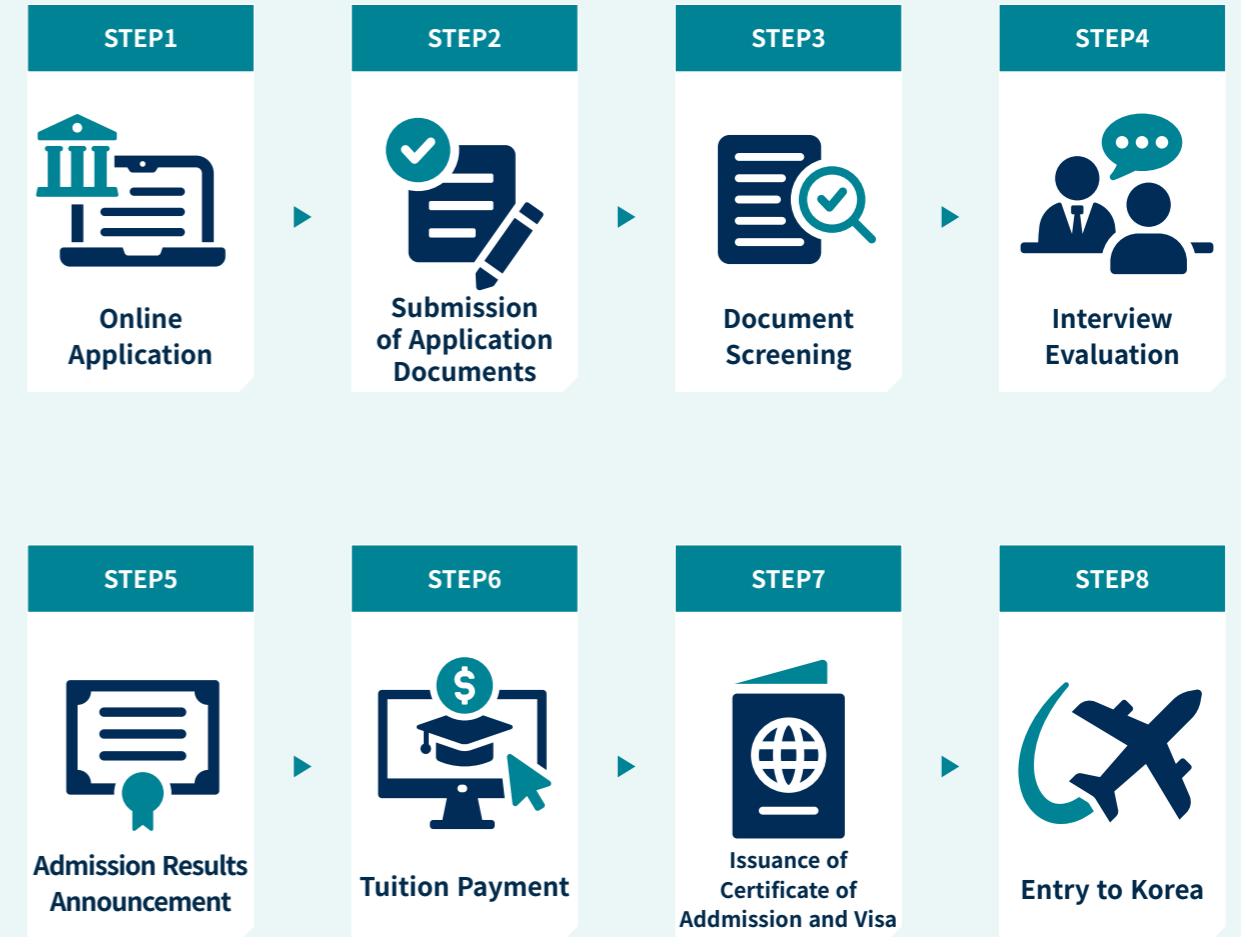 STEP1
Online
Application
STEP2
Submission
of Application
Documents
STEP3
Document
Screening
STEP4
Interview
Evaluation
STEP5
Admission Results
Announcement
STEP6
$
Tuition Payment
STEP7
Issuance of
Certificate of
Addmission and Visa
STEP8
Entry to Korea